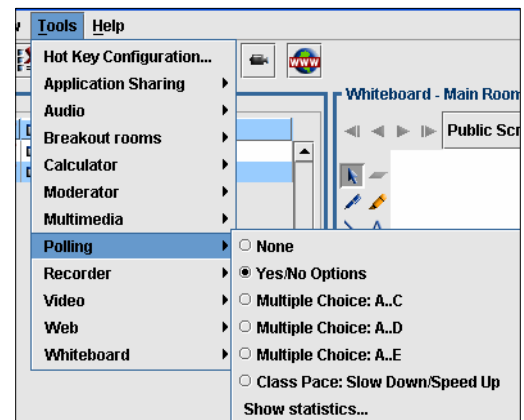 Tools Help
Hot Key Configuration...
Application Sharing
Audio
Breakout rooms
Calculator
Moderator
Multimedia
Polling
Recorder
Video
Web
Whiteboard
www
Whiteboard - Main Room
Public Scr
A
None
Yes/No Options
Multiple Choice: A..C
Multiple Choice: A..D
Multiple Choice: A..E
Class Pace: Slow Down/Speed Up
Show statistics...